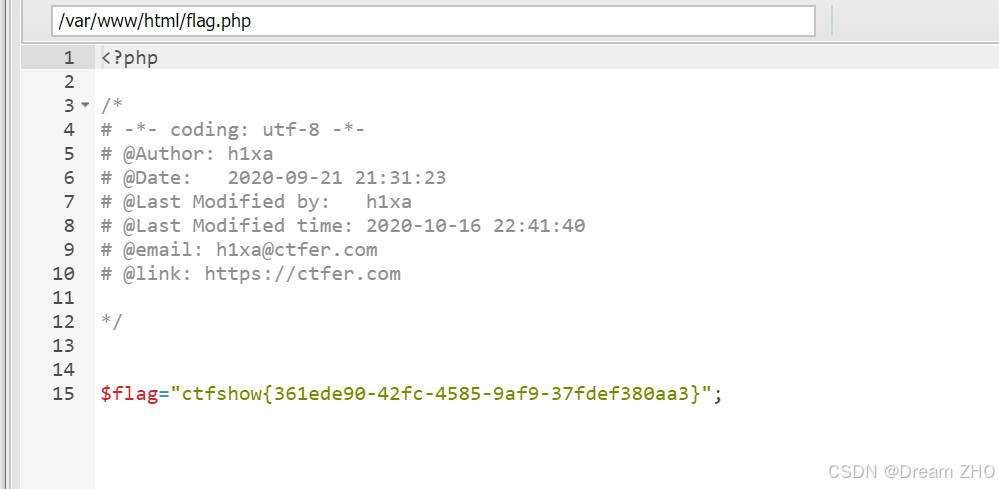 /var/www/html/flag.php
1 <?php
2
3 /*
4 # -*- coding: utf-8 -*-
5 # @Author: h1xa
6 # @Date:   2020-09-21 21:31:23
7 # @Last Modified by:   h1xa
8 # @Last Modified time: 2020-10-16 22:41:40
9 # @email: h1xa@ctfer.com
10 # @link: https://ctfer.com
11
12 */
13
14
15 $flag="ctfshow{361ede90-42fc-4585-9af9-37fdef380aa3}";
CSDN @Dream ZHO